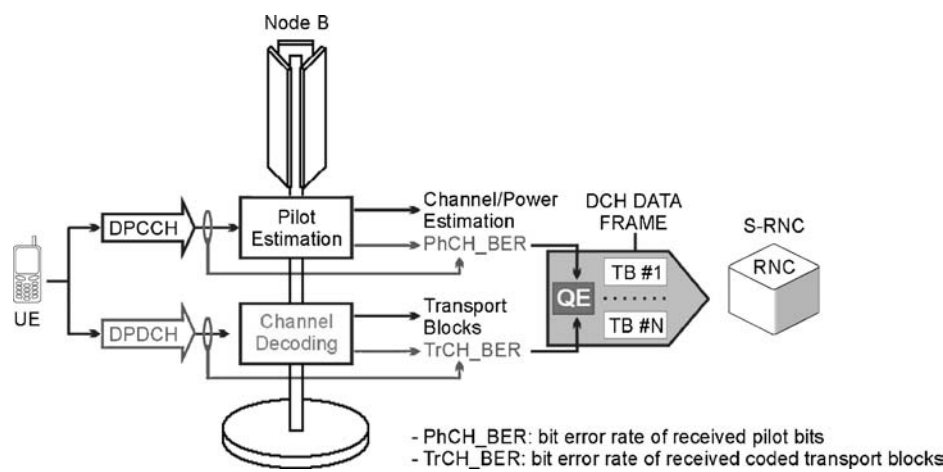 Node B
DPCCH
Pilot
Estimation
Channel/Power
Estimation
PhCH_BER
DCH DATA
FRAME
S-RNC
RNC
UE
QE
TB #1
TB #N
DPDCH
Channel
Decoding
Transport
Blocks
TrCH_BER
- PhCH_BER: bit error rate of received pilot bits
- TrCH_BER: bit error rate of received coded transport blocks